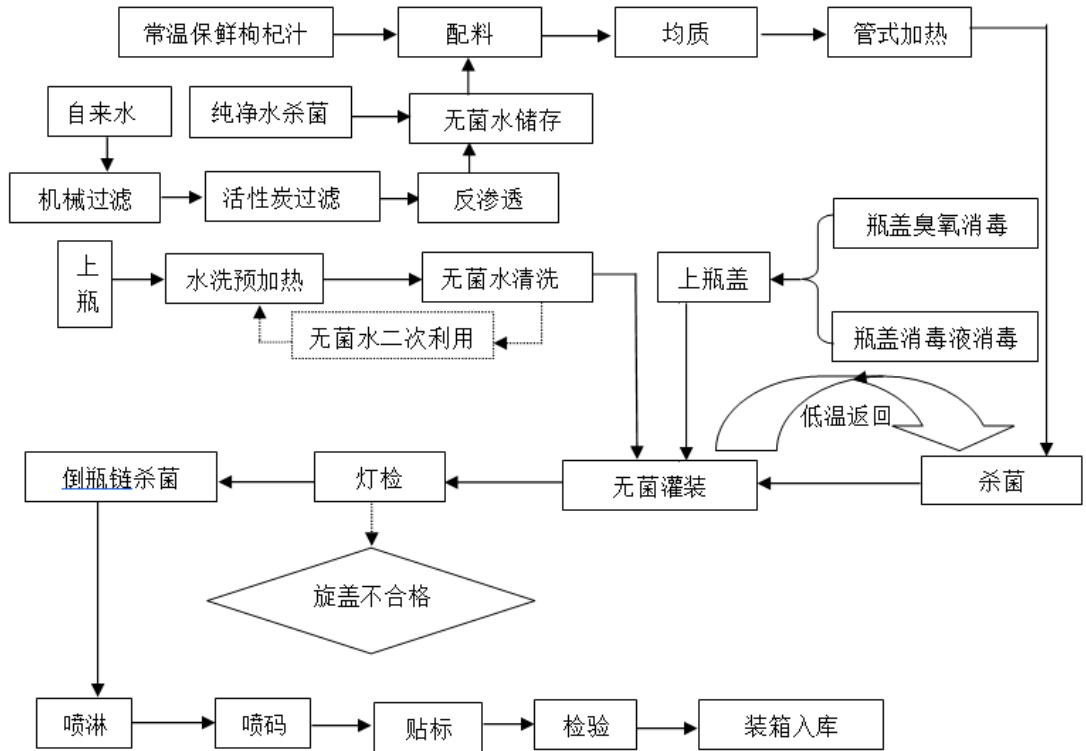 常温保鲜枸杞汁
配料
均质
管式加热
自来水
纯净水杀菌
无菌水储存
机械过滤
活性炭过滤
反渗透
瓶盖臭氧消毒
上
瓶
水洗预加热
无菌水清洗
上瓶盖
无菌水二次利用
瓶盖消毒液消毒
低温返回
倒瓶链杀菌
灯检
无菌灌装
杀菌
旋盖不合格
喷淋
喷码
贴标
检验
装箱入库